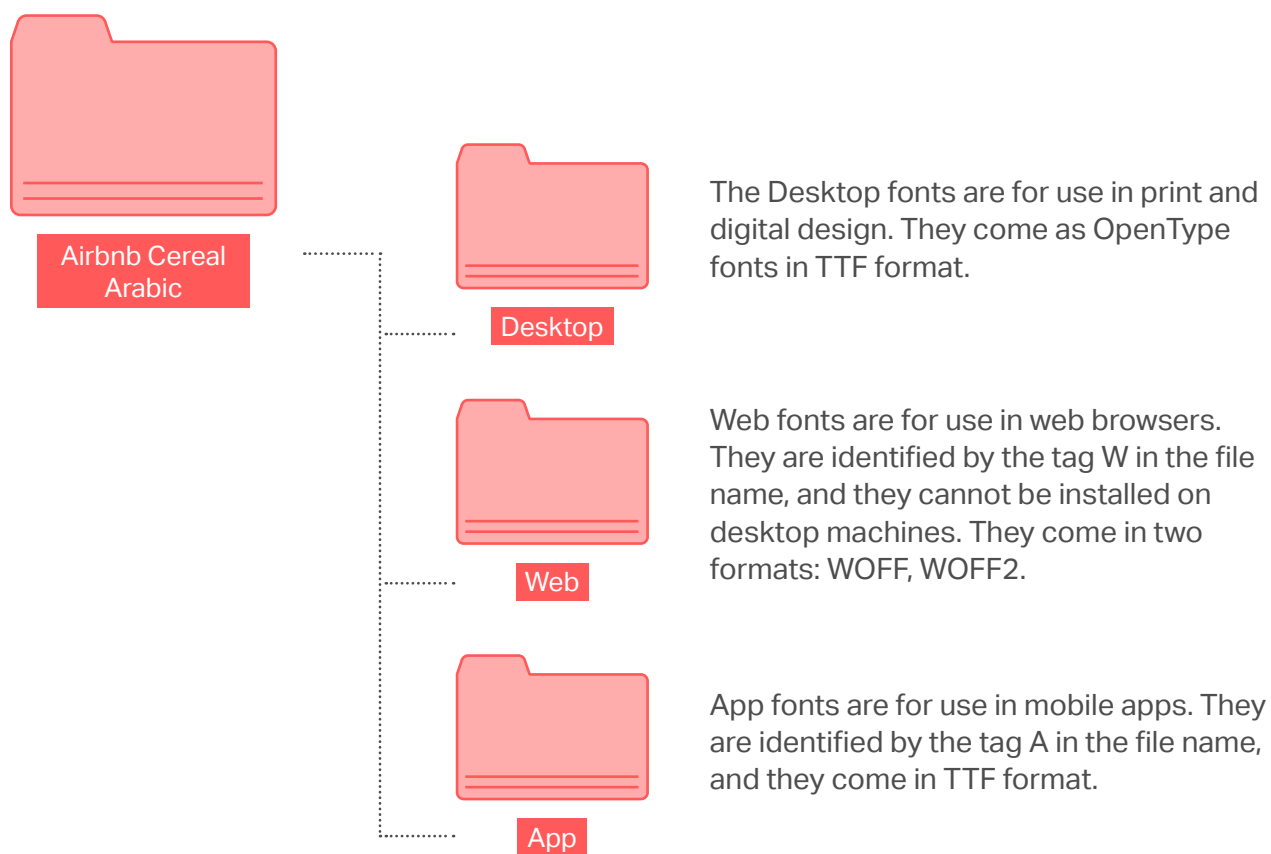 Airbnb Cereal
Arabic
The Desktop fonts are for use in print and
digital design. They come as OpenType
fonts in TTF format.
Desktop
Web fonts are for use in web browsers.
They are identified by the tag W in the file
name, and they cannot be installed on
desktop machines. They come in two
formats: WOFF, WOFF2.
Web
App fonts are for use in mobile apps. They
are identified by the tag A in the file name,
and they come in TTF format.
App